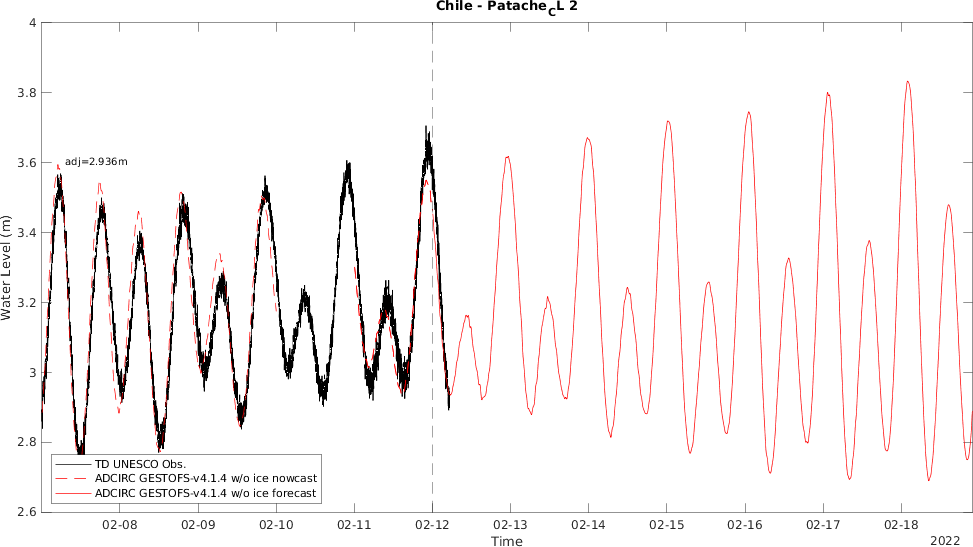 Chile - Patache_CL 2
4
3.8
3.6
3.4
3.2
3
2.8
2.6
Water Level (m)
adj=2.936m
TD UNESCO Obs.
ADCIRC GESTOFS-v4.1.4 w/o ice nowcast
ADCIRC GESTOFS-v4.1.4 w/o ice forecast
02-08 02-09 02-10 02-11 02-12 02-13 02-14 02-15 02-16 02-17 02-18
Time
2022